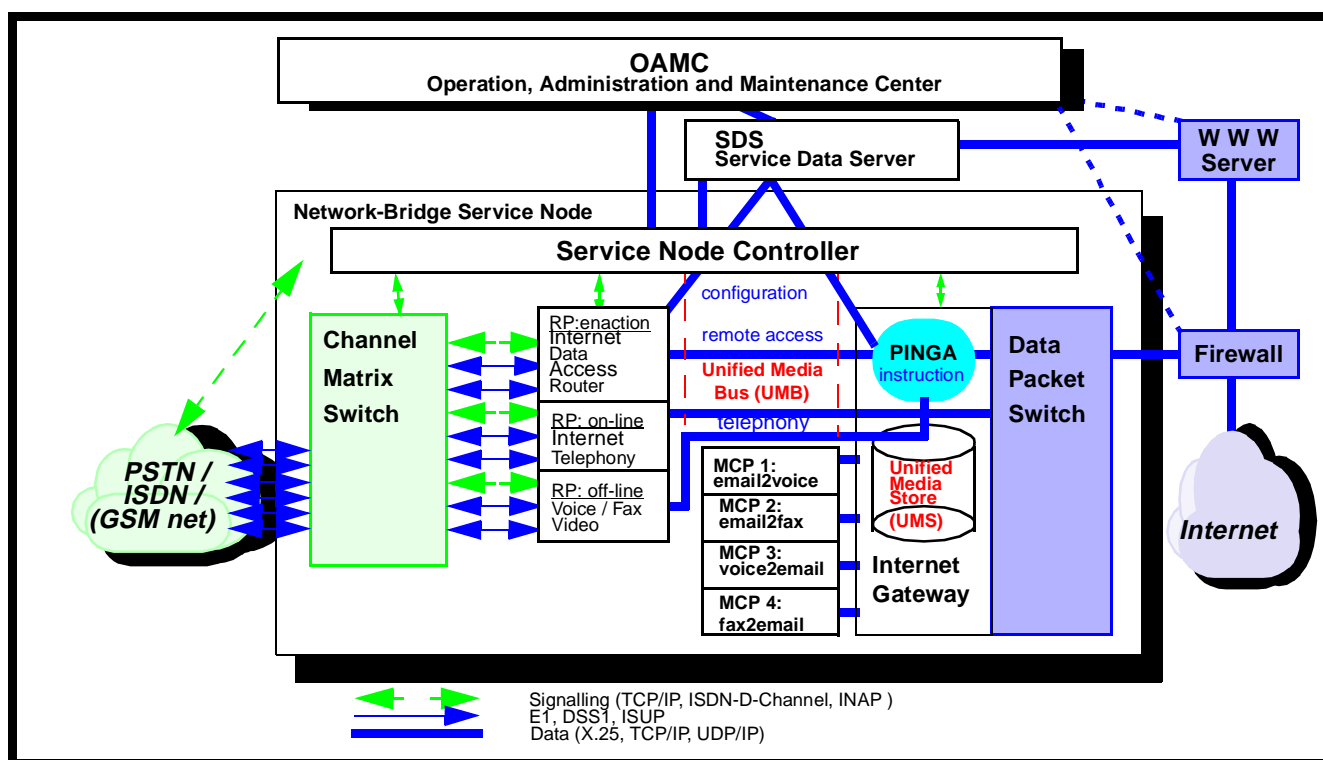 OAMC
Operation, Administration and Maintenance Center
SDS
Service Data Server
W W W
Server
Network-Bridge Service Node
Service Node Controller
configuration
remote access
Unified Media
Bus (UMB)
telephony
Channel
Matrix
Switch
RP:enaction
Internet
Data
Access
Router
RP: on-line
Internet
Telephony
RP: off-line
Voice / Fax
Video
PINGA
instruction
Data
Packet
Switch
Firewall
PSTN /
ISDN /
(GSM net)
MCP 1:
email2voice
MCP 2:
email2fax
MCP 3:
voice2email
MCP 4:
fax2email
Unified
Media
Store
(UMS)
Internet
Gateway
Internet
Signalling (TCP/IP, ISDN-D-Channel, INAP )
E1, DSS1, ISUP
Data (X.25, TCP/IP, UDP/IP)